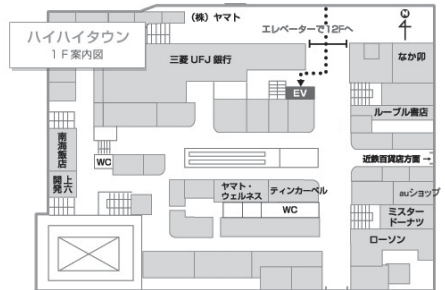 (株) ヤマト
ハイハイタウン
1F案内図
エレベーターで12Fへ
N
三菱UFJ銀行
なか卯
EV
ルーブル書店
南海飯店
WC
近鉄百貨店方面→
上六開発
ヤマト・ウェルネス
ティンカーベル
auショップ
WC
ミスタードーナツ
ローソン